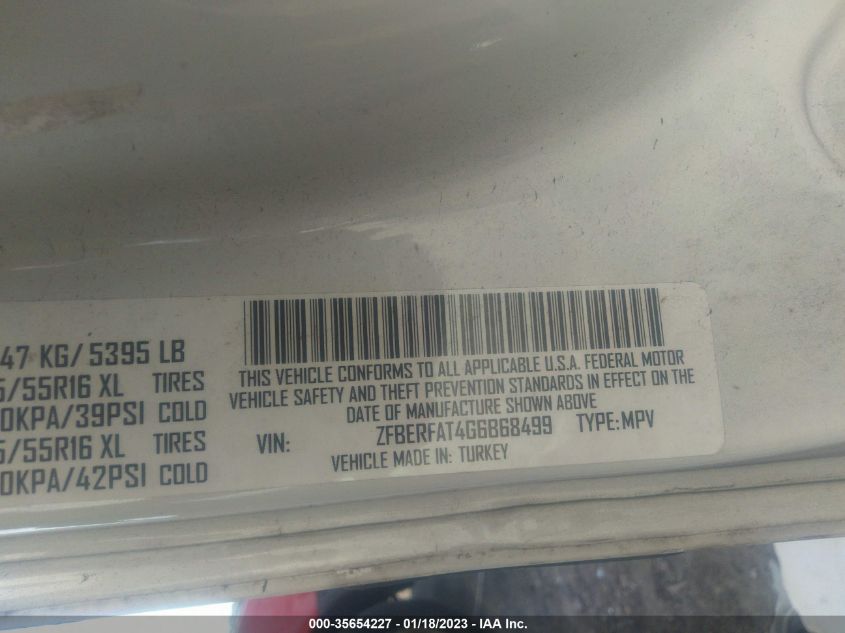 47 KG/ 5395 LB
5/55R16 XL TIRES
0KPA/39PSI COLD
5/55R16 XL TIRES
0KPA/42PSI COLD
THIS VEHICLE CONFORMS TO ALL APPLICABLE U.S.A. FEDERAL MOTOR
VEHICLE SAFETY AND THEFT PREVENTION STANDARDS IN EFFECT ON THE
DATE OF MANUFACTURE SHOWN ABOVE
VIN: ZFBERFAT4G6B68499 TYPE: MPV
VEHICLE MADE IN: TURKEY
000-35654227 - 01/18/2023 - © IAA Inc.